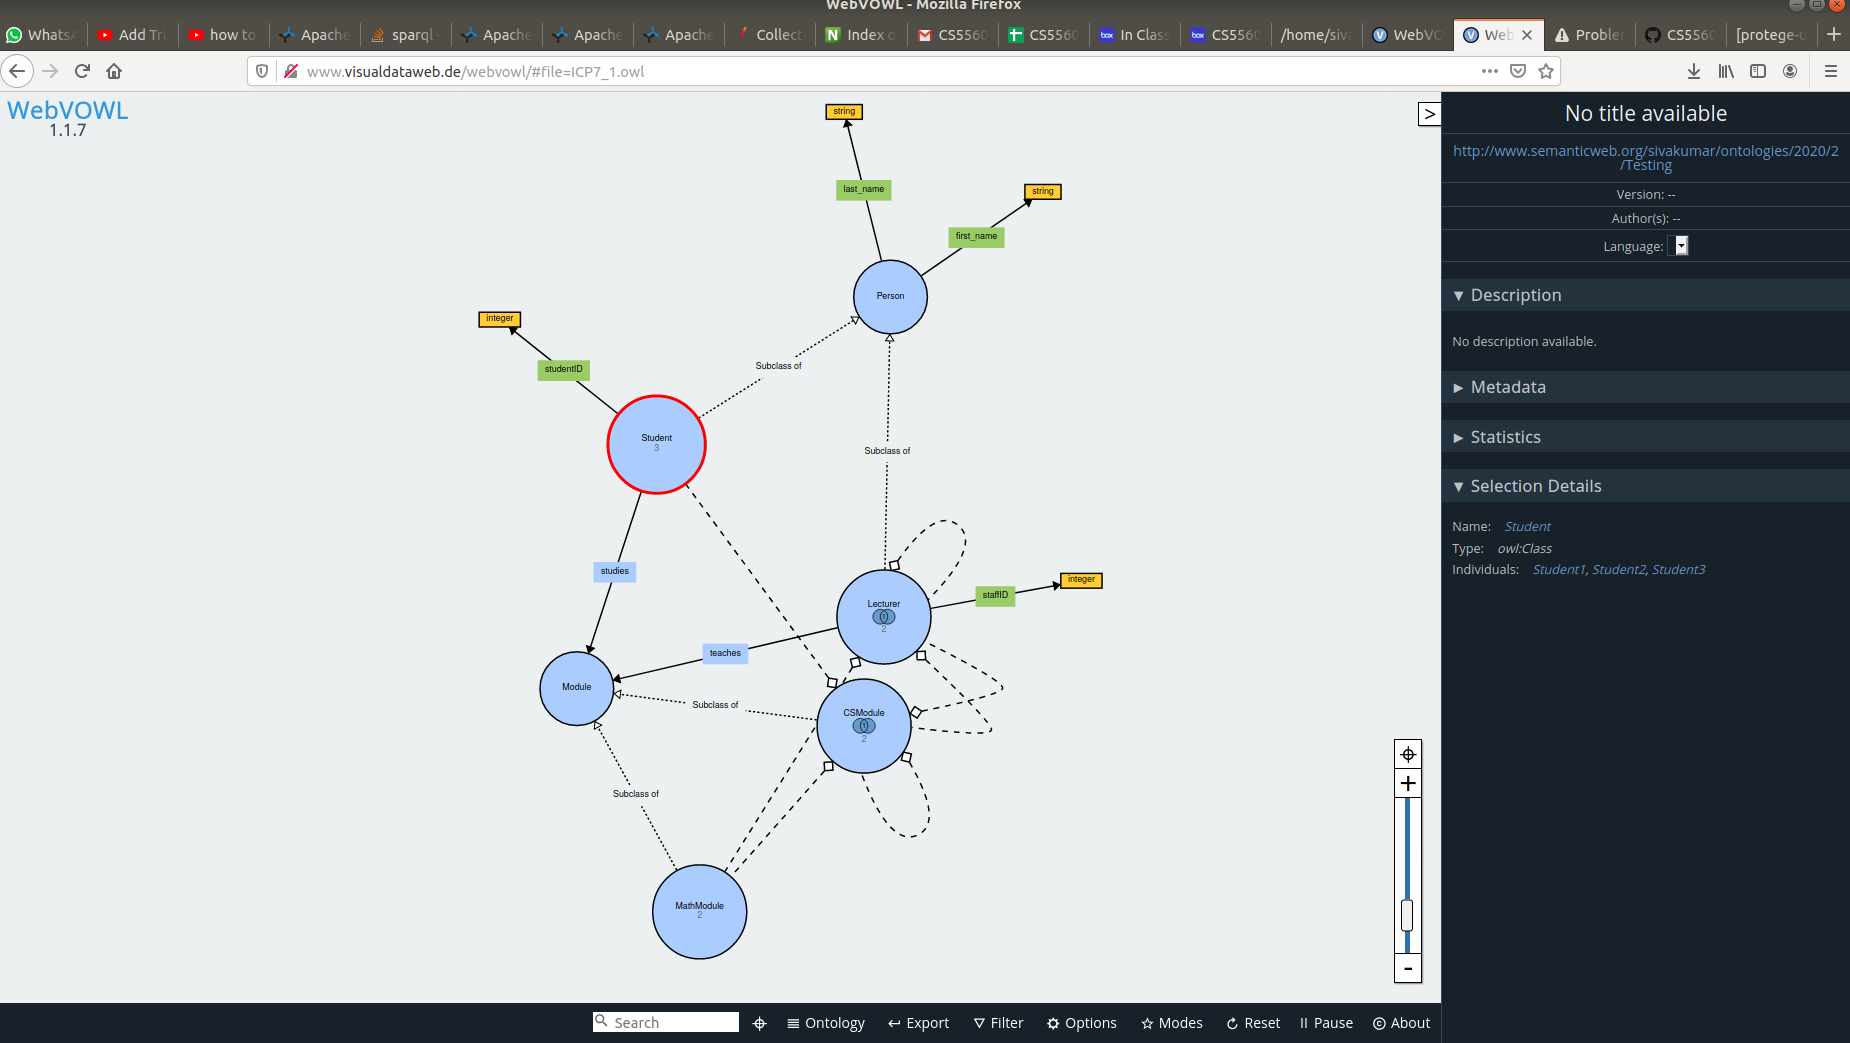 WebVOWL - Mozilla Firefox
Whats
Add Tri
how to
Apache
sparql
Apache
Apache
Apache
Collect
Index o
CS5560
CS5560
In Class
CS5560
/home/siv
WebVO
Web
Problem
CS5560
[protege-u
www.visualdataweb.de/webvowl/#file=ICP7_1.owl
WebVOWL
1.1.7
string
last_name
string
first_name
Person
integer
studentID
Subclass of
Student
3
Subclass of
studies
Lecturer
1
2
staffID
integer
teaches
Module
Subclass of
CSModule
1
2
Subclass of
MathModule
2
>
+
-
No title available
http://www.semanticweb.org/sivakumar/ontologies/2020/2
/Testing
Version: --
Author(s): --
Language:
▼ Description
No description available.
▶ Metadata
▶ Statistics
▼ Selection Details
Name: Student
Type: owl:Class
Individuals: Student1, Student2, Student3
Search
Ontology
Export
Filter
Options
Modes
Reset
Pause
About